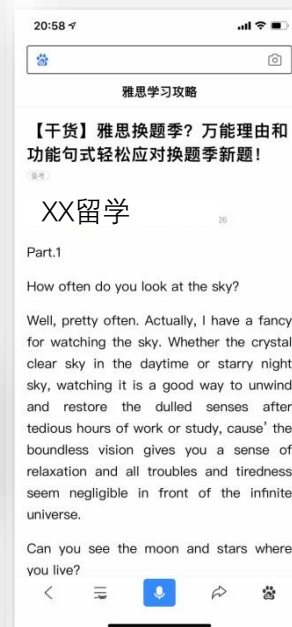 20:58
雅思学习攻略
【干货】雅思换题季？万能理由和
功能句式轻松应对换题季新题！
备考
XX留学
26
Part.1
How often do you look at the sky?
Well, pretty often. Actually, I have a fancy
for watching the sky. Whether the crystal
clear sky in the daytime or starry night
sky, watching it is a good way to unwind
and restore the dulled senses after
tedious hours of work or study, cause’ the
boundless vision gives you a sense of
relaxation and all troubles and tiredness
seem negligible in front of the infinite
universe.
Can you see the moon and stars where
you live?